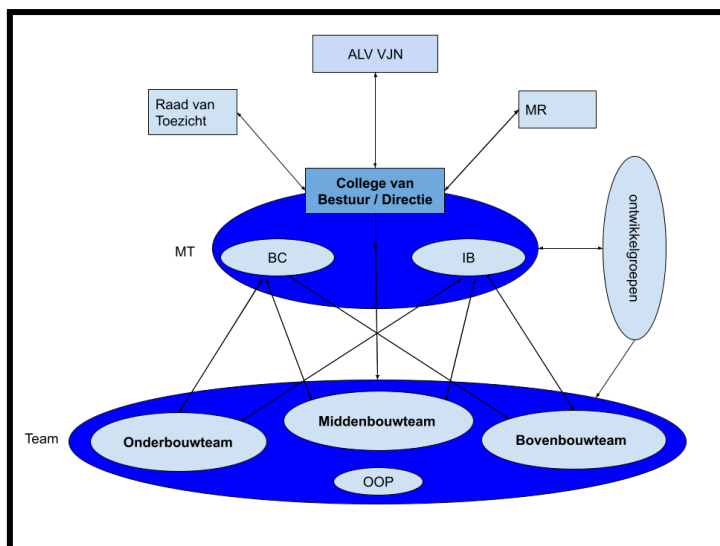 ALV VJN
Raad van
Toezicht
MR
College van
Bestuur / Directie
ontwikkelgroepen
MT
BC
IB
Team
Onderbouwteam
Middenbouwteam
Bovenbouwteam
OOP